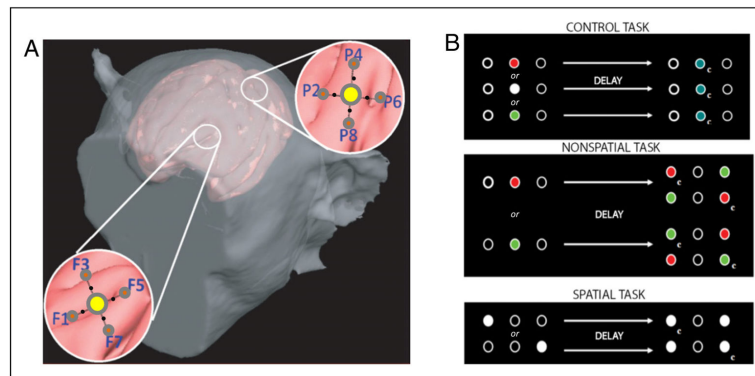 A
P4
P2
P6
P8
F3
F5
F1
F7
B
CONTROL TASK
or
DELAY
or
c
c
c
NONSPATIAL TASK
or
DELAY
c
c
c
c
SPATIAL TASK
or
DELAY
c
c